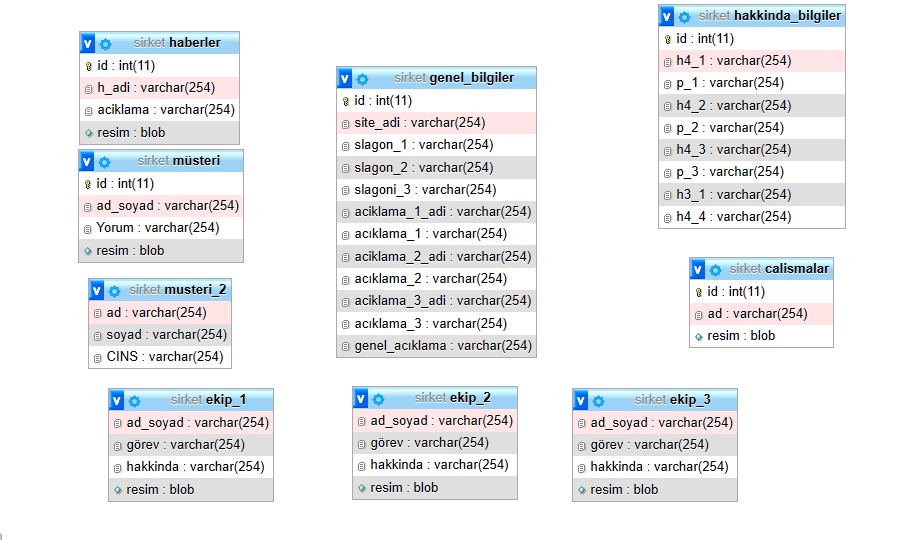 v sirket haberler
id : int(11)
h_adi : varchar(254)
aciklama : varchar(254)
resim : blob
v sirket müsteri
id : int(11)
ad_soyad : varchar(254)
Yorum : varchar(254)
resim : blob
v sirket musteri_2
ad : varchar(254)
soyad : varchar(254)
CINS : varchar(254)
v sirket ekip_1
ad_soyad : varchar(254)
görev : varchar(254)
hakkinda : varchar(254)
resim : blob
v sirket genel_bilgiler
id : int(11)
site_adi : varchar(254)
slagon_1 : varchar(254)
slagon_2 : varchar(254)
slagoni_3 : varchar(254)
aciklama_1_adi : varchar(254)
acıklama_1 : varchar(254)
aciklama_2_adi : varchar(254)
acıklama_2 : varchar(254)
aciklama_3_adi : varchar(254)
acıklama_3 : varchar(254)
genel_acıklama : varchar(254)
v sirket ekip_2
ad_soyad : varchar(254)
görev : varchar(254)
hakkinda : varchar(254)
resim : blob
v sirket hakkinda_bilgiler
id : int(11)
h4_1 : varchar(254)
p_1 : varchar(254)
h4_2 : varchar(254)
p_2 : varchar(254)
h4_3 : varchar(254)
p_3 : varchar(254)
h3_1 : varchar(254)
h4_4 : varchar(254)
v sirket calismalar
id : int(11)
ad : varchar(254)
resim : blob
v sirket ekip_3
ad_soyad : varchar(254)
görev : varchar(254)
hakkinda : varchar(254)
resim : blob